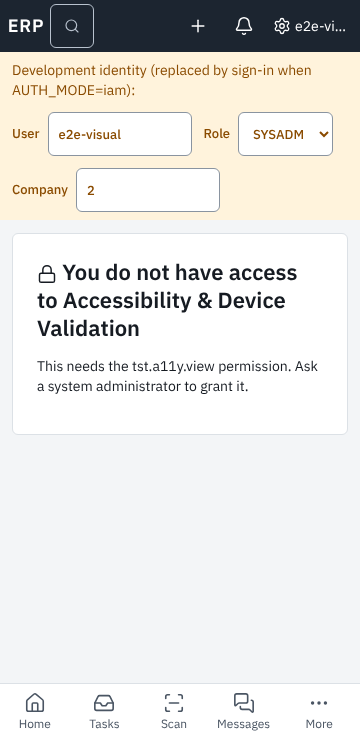 ERP
e2e-vi...
Development identity (replaced by sign-in when
AUTH_MODE=iam):
User e2e-visual Role SYSADM
Company 2
You do not have access
to Accessibility & Device
Validation
This needs the tst.a11y.view permission. Ask
a system administrator to grant it.
Home Tasks Scan Messages More